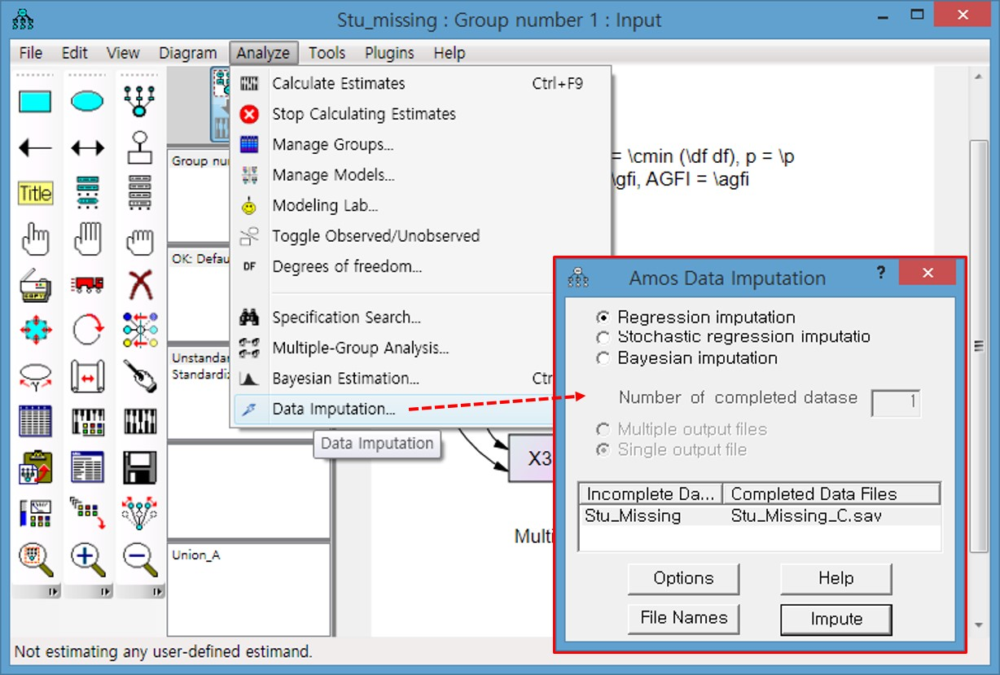 Stu_missing : Group number 1 : Input
File Edit View Diagram Analyze Tools Plugins Help
Calculate Estimates Ctrl+F9
Stop Calculating Estimates
Manage Groups...
Manage Models...
Modeling Lab...
Toggle Observed/Unobserved
DF Degrees of freedom...
Specification Search...
Multiple-Group Analysis...
Bayesian Estimation... Ctr
Data Imputation...
Data Imputation
Title
COPY
Group nu
OK: Defau
Unstanda
Standardi
Union_A
= \cmin (\df df), p = \p
\gfi, AGFI = \agfi
X3
Multi
Amos Data Imputation ?
Regression imputation
Stochastic regression imputatio
Bayesian imputation
Number of completed datase 1
Multiple output files
Single output file
Incomplete Da... Completed Data Files
Stu_Missing Stu_Missing_C.sav
Options Help
File Names Impute
Not estimating any user-defined estimand.